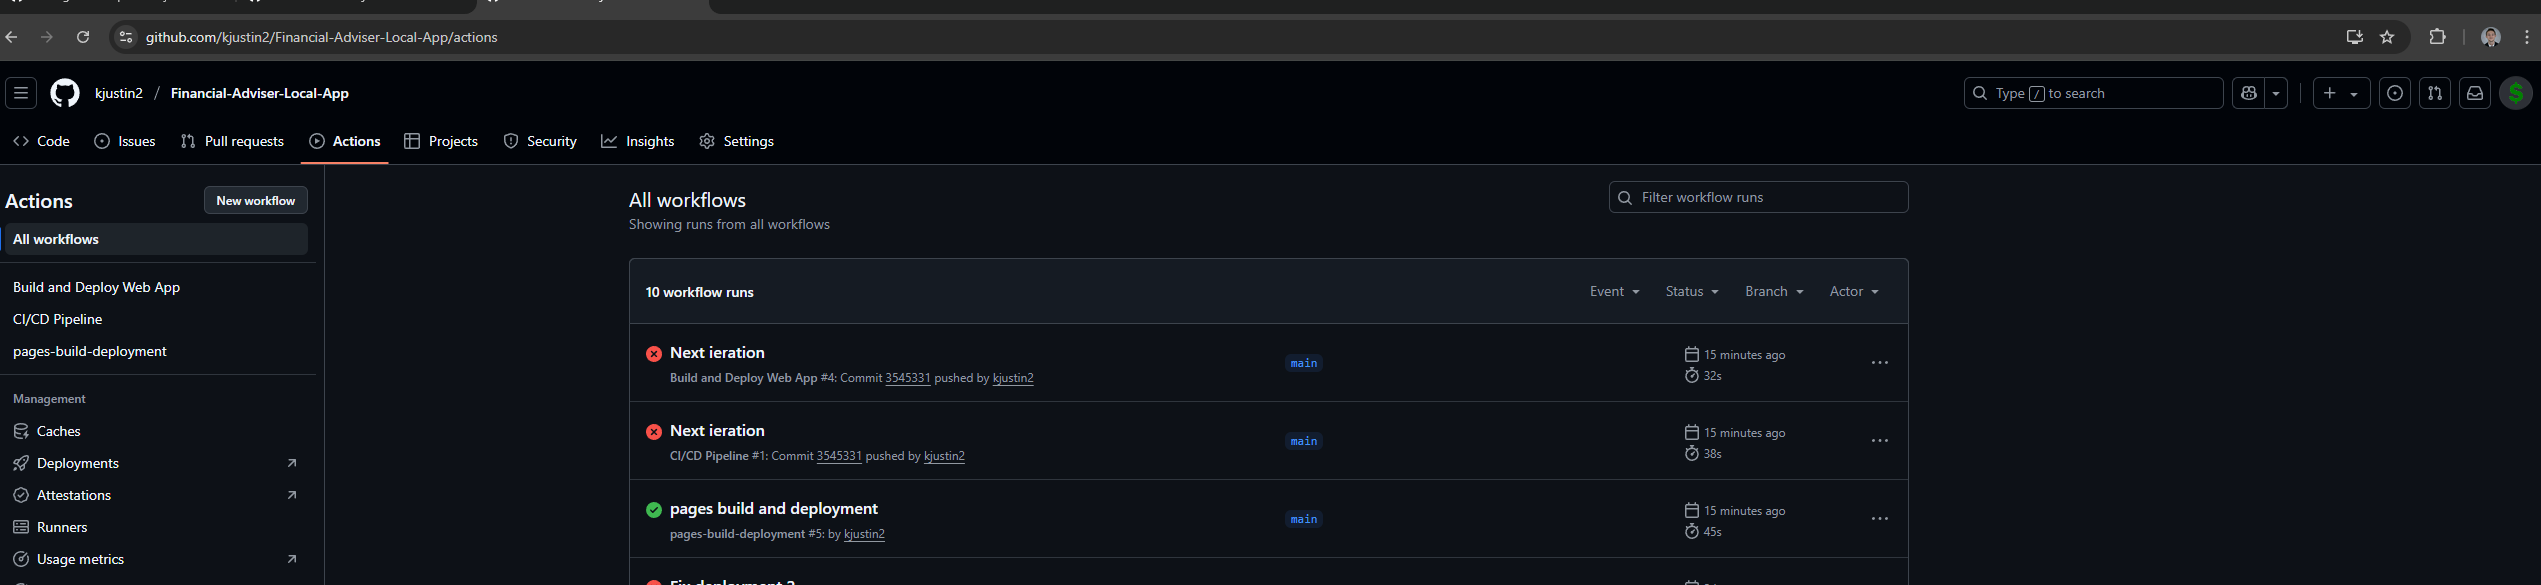 github.com/kjustin2/Financial-Adviser-Local-App/actions
kjustin2 / Financial-Adviser-Local-App
Type / to search
Code
Issues
Pull requests
Actions
Projects
Security
Insights
Settings
Actions
New workflow
All workflows
Build and Deploy Web App
CI/CD Pipeline
pages-build-deployment
Management
Caches
Deployments
Attestations
Runners
Usage metrics
All workflows
Showing runs from all workflows
Filter workflow runs
10 workflow runs
Event
Status
Branch
Actor
Next ieration
Build and Deploy Web App #4: Commit 3545331 pushed by kjustin2
main
15 minutes ago
32s
Next ieration
CI/CD Pipeline #1: Commit 3545331 pushed by kjustin2
main
15 minutes ago
38s
pages build and deployment
pages-build-deployment #5: by kjustin2
main
15 minutes ago
45s
Fix deployment 2